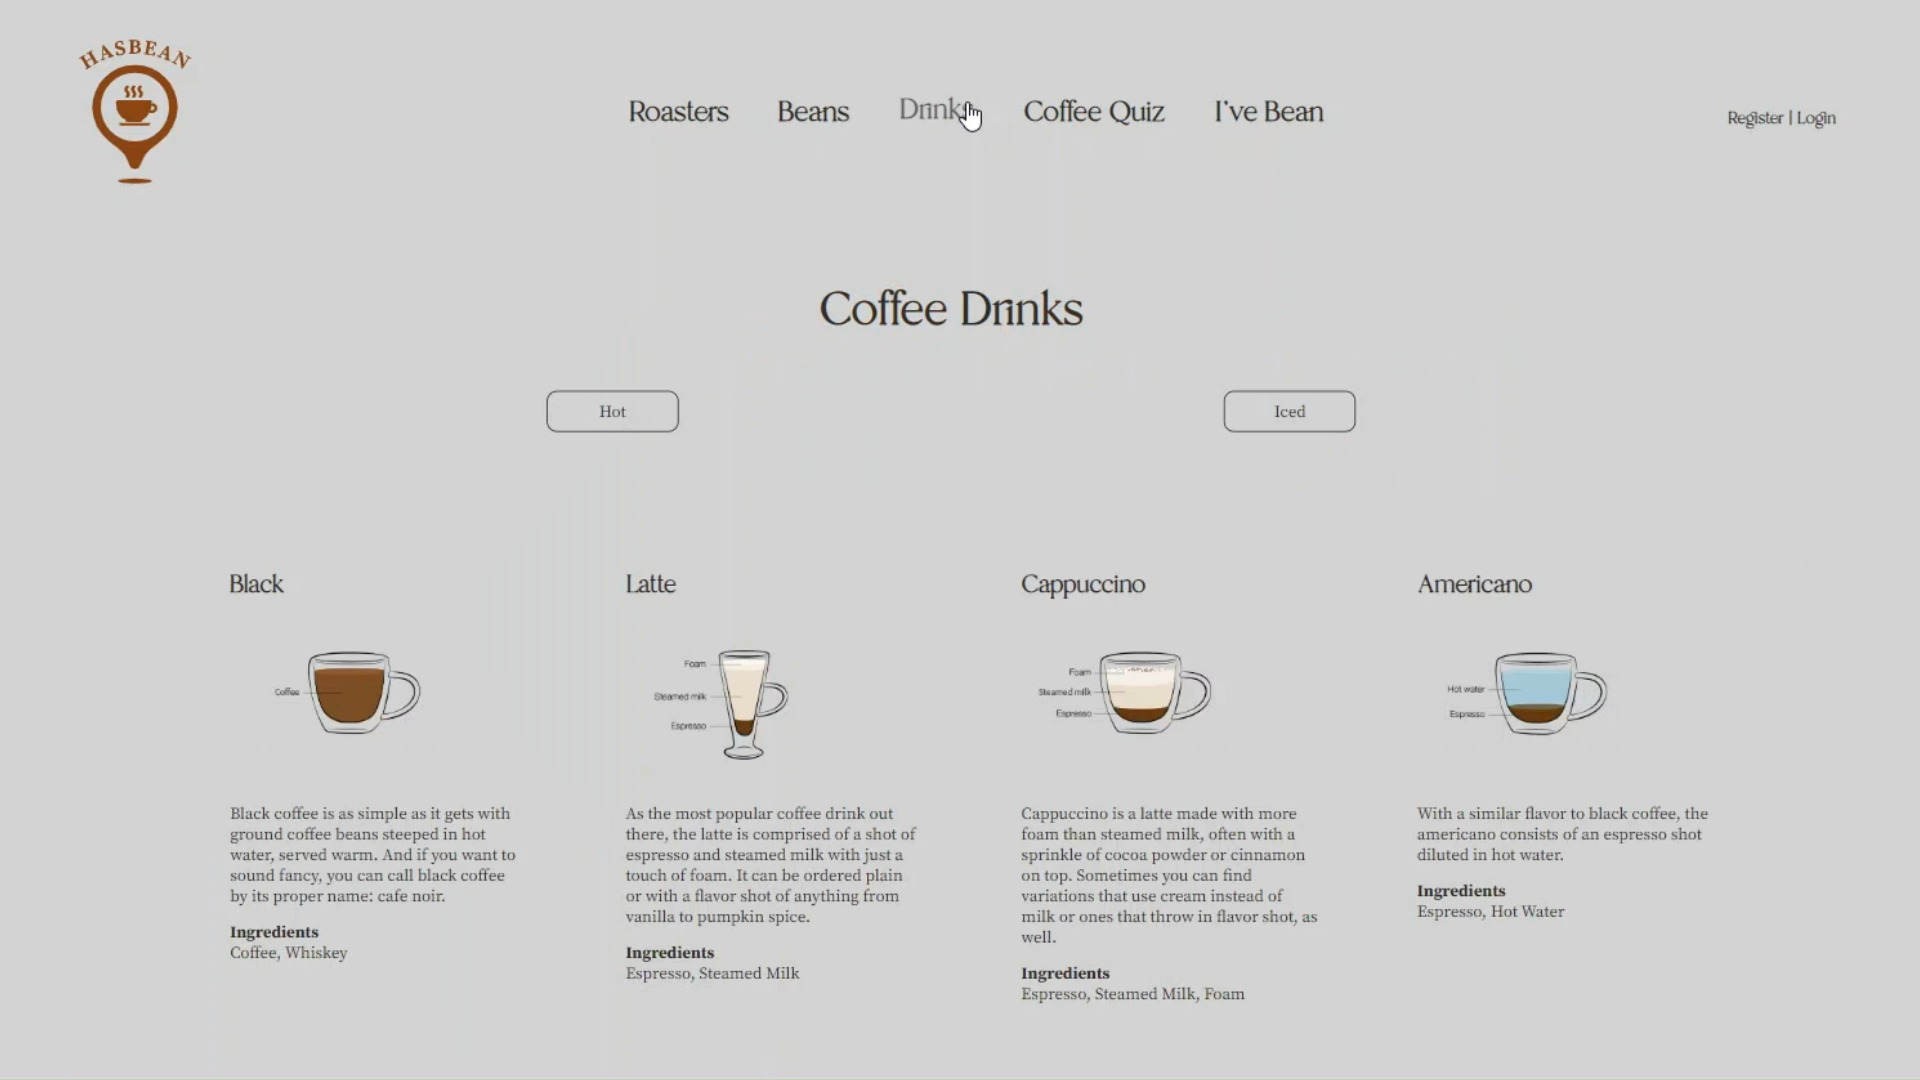 HASBEAN
Roasters
Beans
Drinks
Coffee Quiz
I've Bean
Register | Login
Coffee Drinks
Hot
Iced
Black
Coffee
Black coffee is as simple as it gets with
ground coffee beans steeped in hot
water, served warm. And if you want to
sound fancy, you can call black coffee
by its proper name: cafe noir.
Ingredients
Coffee, Whiskey
Latte
Foam
Steamed milk
Espresso
As the most popular coffee drink out
there, the latte is comprised of a shot of
espresso and steamed milk with just a
touch of foam. It can be ordered plain
or with a flavor shot of anything from
vanilla to pumpkin spice.
Ingredients
Espresso, Steamed Milk
Cappuccino
Foam
Steamed milk
Espresso
Cappuccino is a latte made with more
foam than steamed milk, often with a
sprinkle of cocoa powder or cinnamon
on top. Sometimes you can find
variations that use cream instead of
milk or ones that throw in flavor shot, as
well.
Ingredients
Espresso, Steamed Milk, Foam
Americano
Hot water
Espresso
With a similar flavor to black coffee, the
americano consists of an espresso shot
diluted in hot water.
Ingredients
Espresso, Hot Water